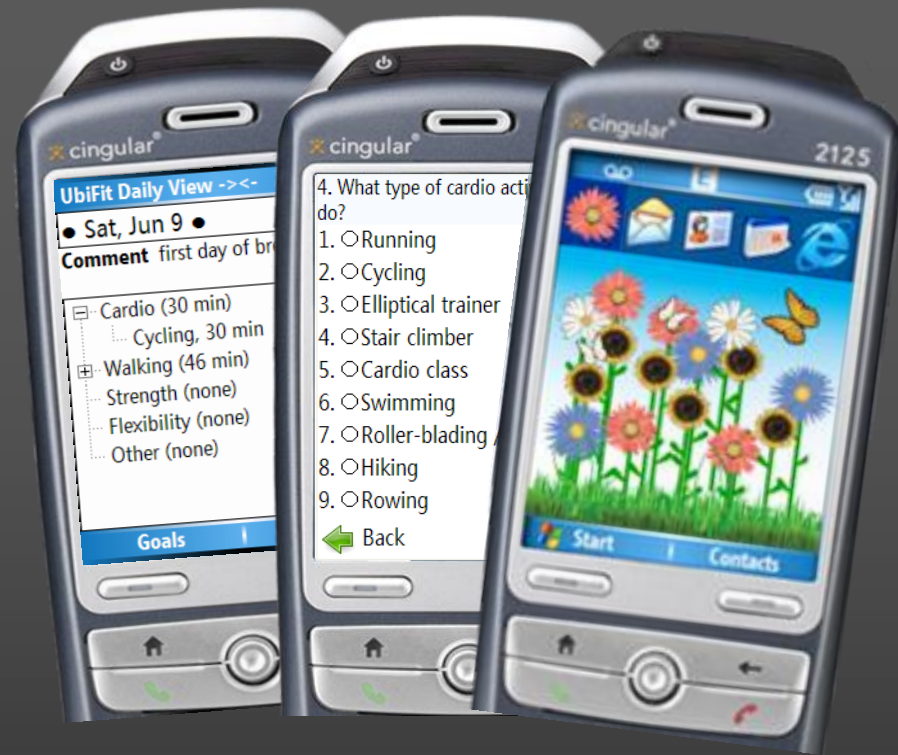 cingular
UbiFit Daily View -><-
● Sat, Jun 9 ●
Comment first day of
Cardio (30 min)
Cycling, 30 min
Walking (46 min)
Strength (none)
Flexibility (none)
Other (none)
Goals
cingular
4. What type of cardio
do?
1. Running
2. Cycling
3. Elliptical trainer
4. Stair climber
5. Cardio class
6. Swimming
7. Roller-blading
8. Hiking
9. Rowing
Back
cingular
2125
Start
Contacts